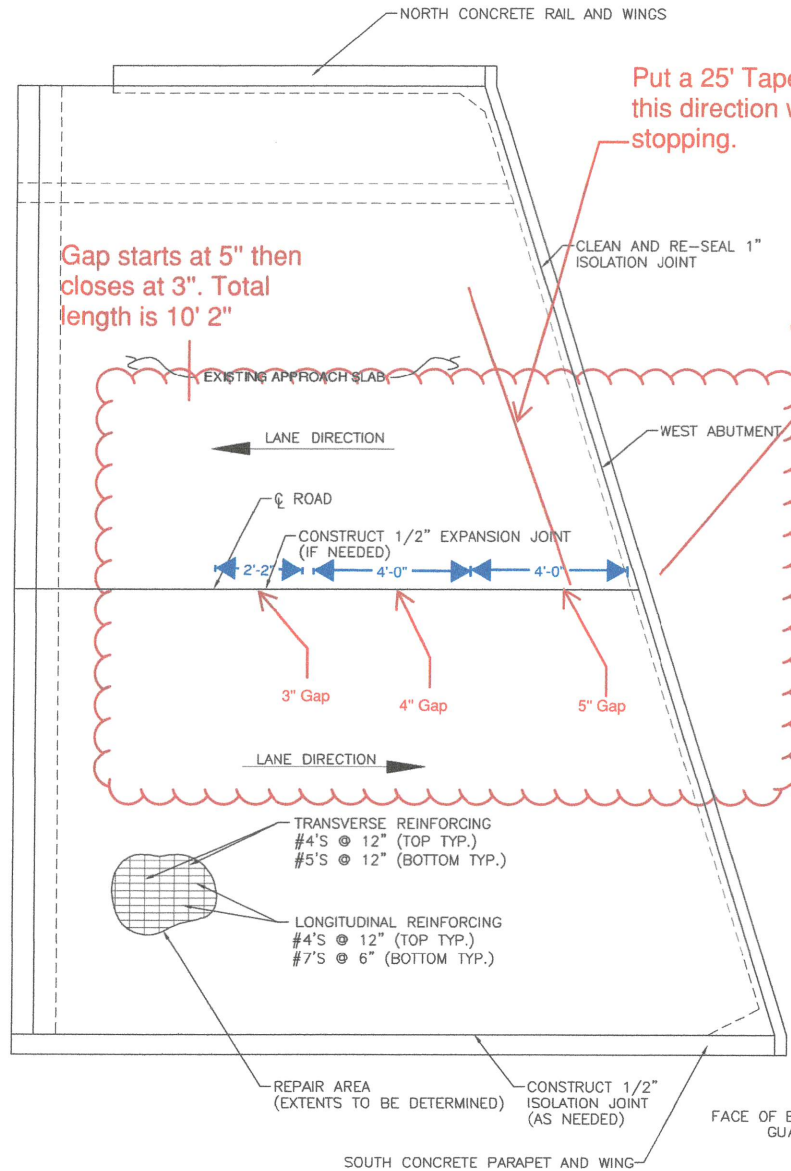 NORTH CONCRETE RAIL AND WINGS
Put a 25' Tape
this direction
stopping.
CLEAN AND RE-SEAL 1"
ISOLATION JOINT
Gap starts at 5" then
closes at 3". Total
length is 10' 2"
EXISTING APPROACH SLAB
LANE DIRECTION
WEST ABUTMENT
℄ ROAD
CONSTRUCT 1/2" EXPANSION JOINT
(IF NEEDED)
2'-2"
4'-0"
4'-0"
3" Gap
4" Gap
5" Gap
LANE DIRECTION
TRANSVERSE REINFORCING
#4'S @ 12" (TOP TYP.)
#5'S @ 12" (BOTTOM TYP.)
LONGITUDINAL REINFORCING
#4'S @ 12" (TOP TYP.)
#7'S @ 6" (BOTTOM TYP.)
REPAIR AREA
(EXTENTS TO BE DETERMINED)
CONSTRUCT 1/2"
ISOLATION JOINT
(AS NEEDED)
FACE OF
SOUTH CONCRETE PARAPET AND WING